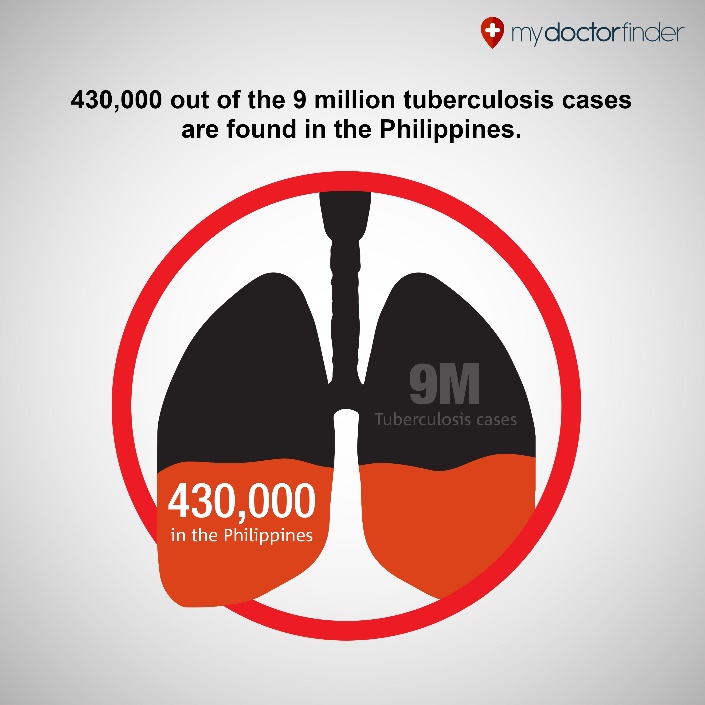 mydoctorfinder
430,000 out of the 9 million tuberculosis cases
are found in the Philippines.
9M
Tuberculosis cases
430,000
in the Philippines